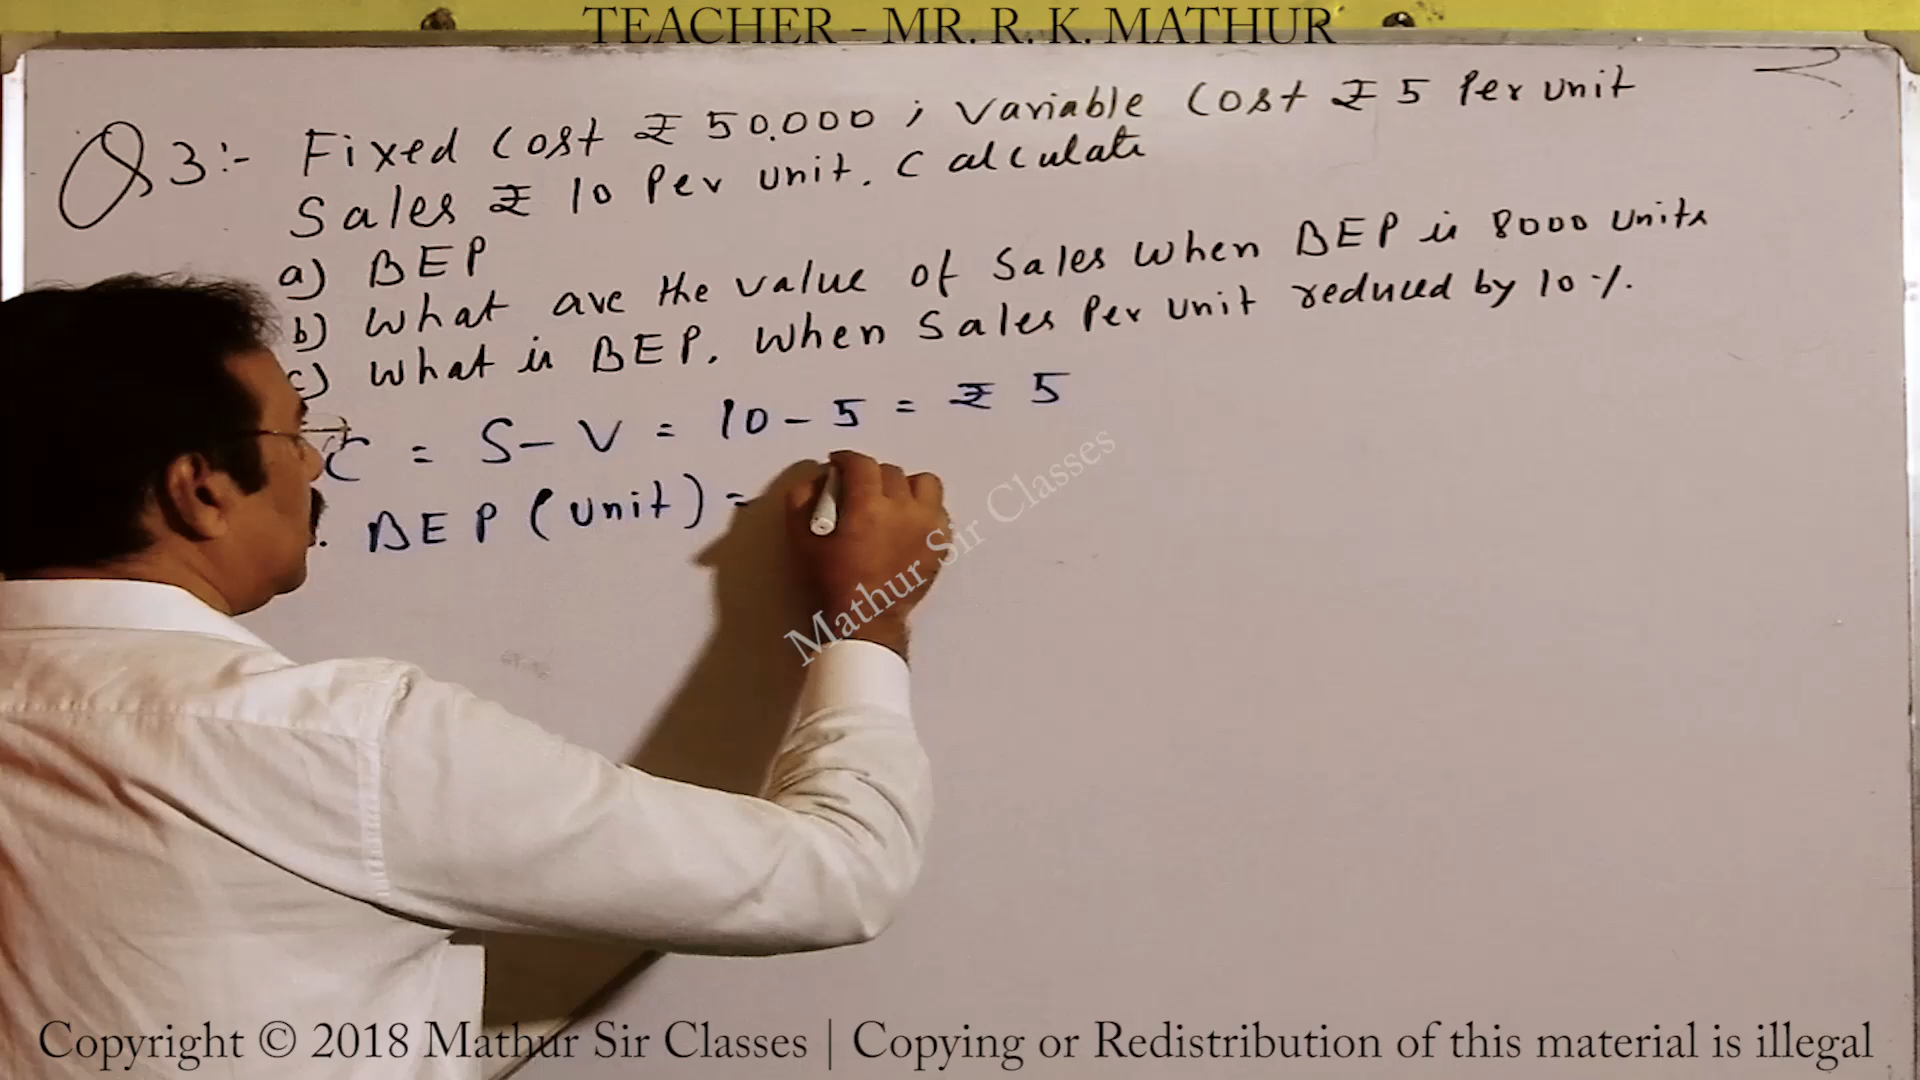 TEACHER - MR. R. K. MATHUR
Q 3:- Fixed Cost ₹ 50,000 ; Variable Cost ₹ 5 Per unit
Sales ₹ 10 Per unit. Calculate
a) BEP
b) What are the value of Sales when BEP is 8000 units
c) What is BEP. When Sales Per unit reduced by 10%.
C = S - V = 10 - 5 = ₹ 5
. BEP (unit) =
Mathur Sir Classes
Copyright © 2018 Mathur Sir Classes | Copying or Redistribution of this material is illegal